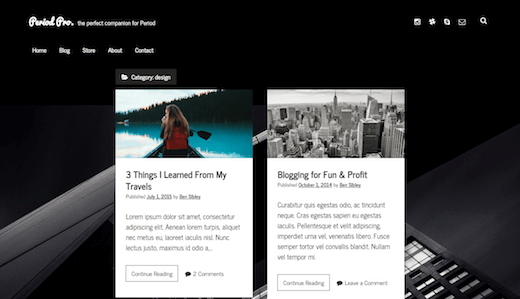 Period Pro. the perfect companion for Period
Home Blog Store About Contact
Category: design
3 Things I Learned From My
Travels
Published July 1, 2015 by Ben Sibley
Lorem ipsum dolor sit amet, consectetur
adipiscing elit. Aenean lorem turpis, aliquet
nec metus eu, laoreet iaculis nisl. Nunc
lectus justo, maximus id odio a,...
Continue Reading 2 Comments
Blogging for Fun & Profit
Published October 1, 2014 by Ben Sibley
Curabitur quis egestas odio, ac tincidunt
neque. Cras egestas sapien eu egestas
iaculis. Pellentesque et velit adipiscing,
imperdiet urna vel, venenatis libero. Fusce
semper tortor vel convallis blandit. Nullam
vel tempor mi.
Continue Reading Leave a Comment